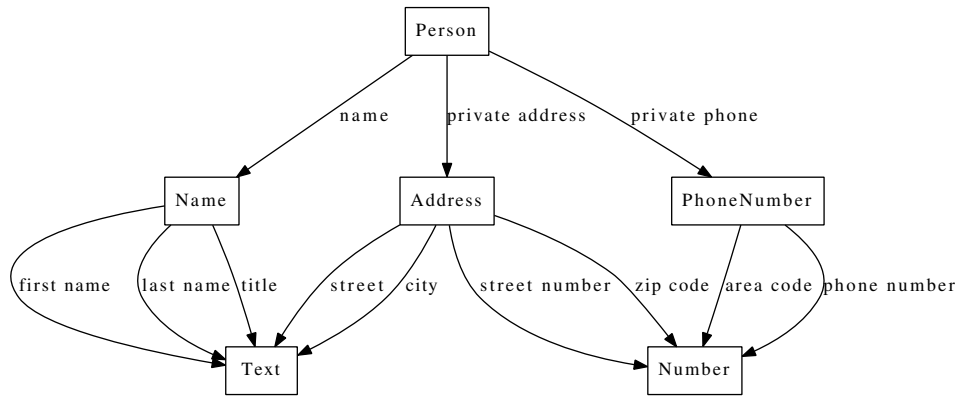 Person
name
private address
private phone
Name
Address
PhoneNumber
first name
last name
title
street
city
street number
zip code
area code
phone number
Text
Number